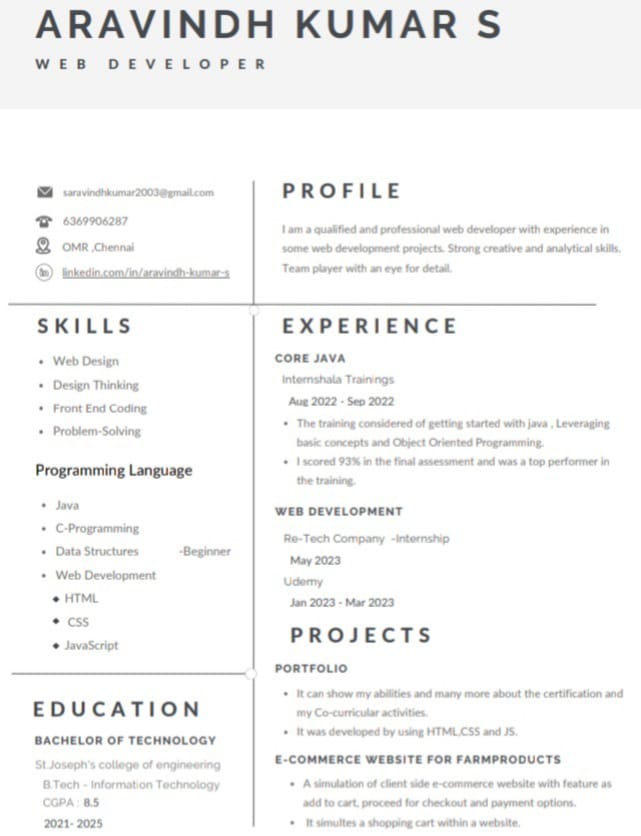 ARAVINDH KUMAR S
WEB DEVELOPER
saravindhkumar2003@gmail.com
6369906287
OMR ,Chennai
linkedin.com/in/aravindh-kumar-s
PROFILE
I am a qualified and professional web developer with experience in
some web development projects. Strong creative and analytical skills.
Team player with an eye for detail.
SKILLS
• Web Design
• Design Thinking
• Front End Coding
• Problem-Solving
Programming Language
• Java
• C-Programming
• Data Structures -Beginner
• Web Development
◆ HTML
◆ CSS
◆ JavaScript
EDUCATION
BACHELOR OF TECHNOLOGY
St.Joseph's college of engineering
B.Tech - Information Technology
CGPA : 8.5
2021- 2025
EXPERIENCE
CORE JAVA
Internshala Trainings
Aug 2022 - Sep 2022
• The training considered of getting started with java , Leveraging
basic concepts and Object Oriented Programming.
• I scored 93% in the final assessment and was a top performer in
the training.
WEB DEVELOPMENT
Re-Tech Company -Internship
May 2023
Udemy
Jan 2023 - Mar 2023
PROJECTS
PORTFOLIO
• It can show my abilities and many more about the certification and
my Co-curricular activities.
• It was developed by using HTML,CSS and JS.
E-COMMERCE WEBSITE FOR FARMPRODUCTS
• A simulation of client side e-commerce website with feature as
add to cart, proceed for checkout and payment options.
• It simultes a shopping cart within a website.